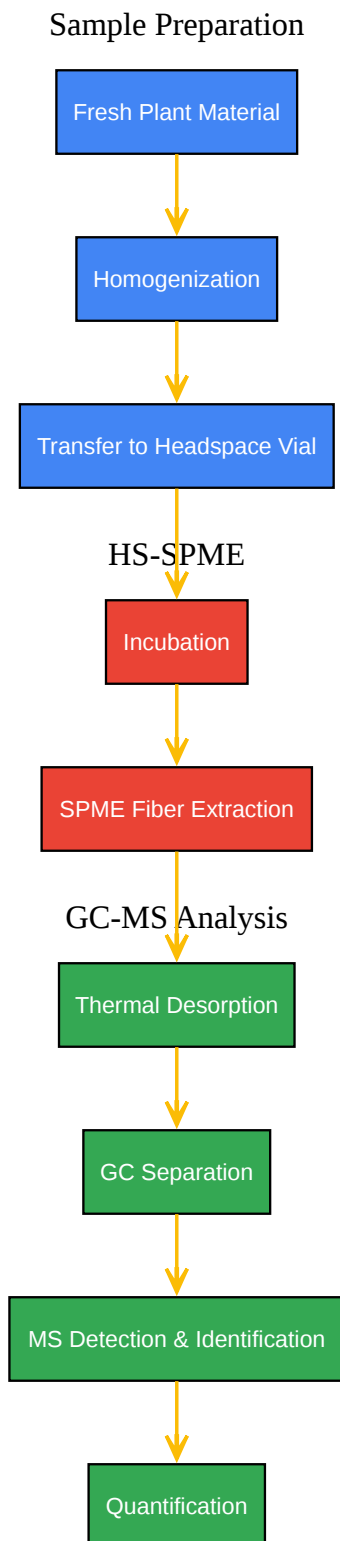 Sample Preparation
Fresh Plant Material
Homogenization
Transfer to Headspace Vial
HS-SPME
Incubation
SPME Fiber Extraction
GC-MS Analysis
Thermal Desorption
GC Separation
MS Detection & Identification
Quantification